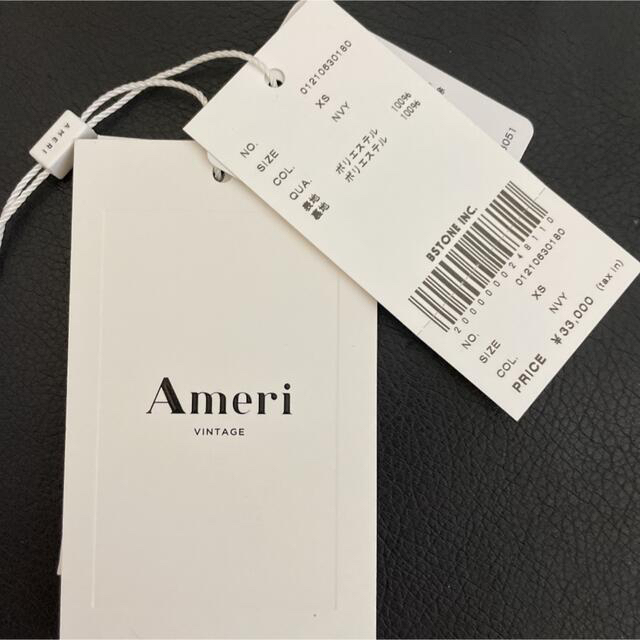 AMERI
Ameri
VINTAGE
NO. 01210630180
SIZE XS
COL. NVY
QUA.
表地 ポリエステル 100%
裏地 ポリエステル 100%
BSTONE INC.
2000000248110
NO. 01210630180
SIZE XS
COL. NVY
PRICE ¥33,000 (tax in)